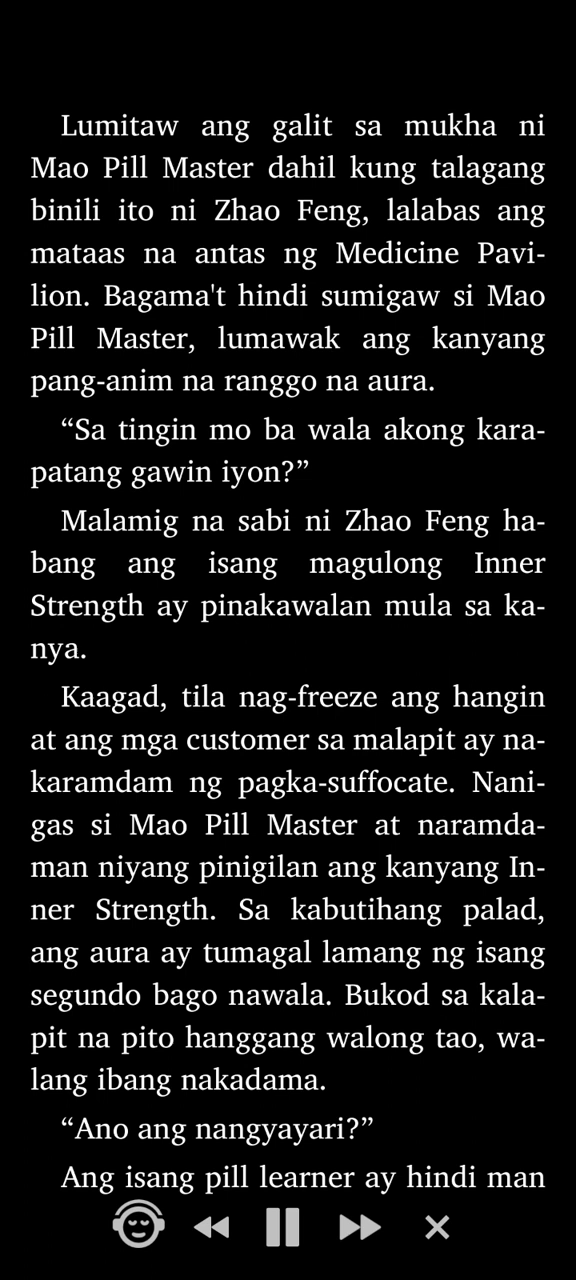 Lumitaw ang galit sa mukha ni
Mao Pill Master dahil kung talagang
binili ito ni Zhao Feng, lalabas ang
mataas na antas ng Medicine Pavi-
lion. Bagama't hindi sumigaw si Mao
Pill Master, lumawak ang kanyang
pang-anim na ranggo na aura.
“Sa tingin mo ba wala akong kara-
patang gawin iyon?”
Malamig na sabi ni Zhao Feng ha-
bang ang isang magulong Inner
Strength ay pinakawalan mula sa ka-
nya.
Kaagad, tila nag-freeze ang hangin
at ang mga customer sa malapit ay na-
karamdam ng pagka-suffocate. Nani-
gas si Mao Pill Master at naramda-
man niyang pinigilan ang kanyang In-
ner Strength. Sa kabutihang palad,
ang aura ay tumagal lamang ng isang
segundo bago nawala. Bukod sa kala-
pit na pito hanggang walong tao, wa-
lang ibang nakadama.
“Ano ang nangyayari?”
Ang isang pill learner ay hindi man